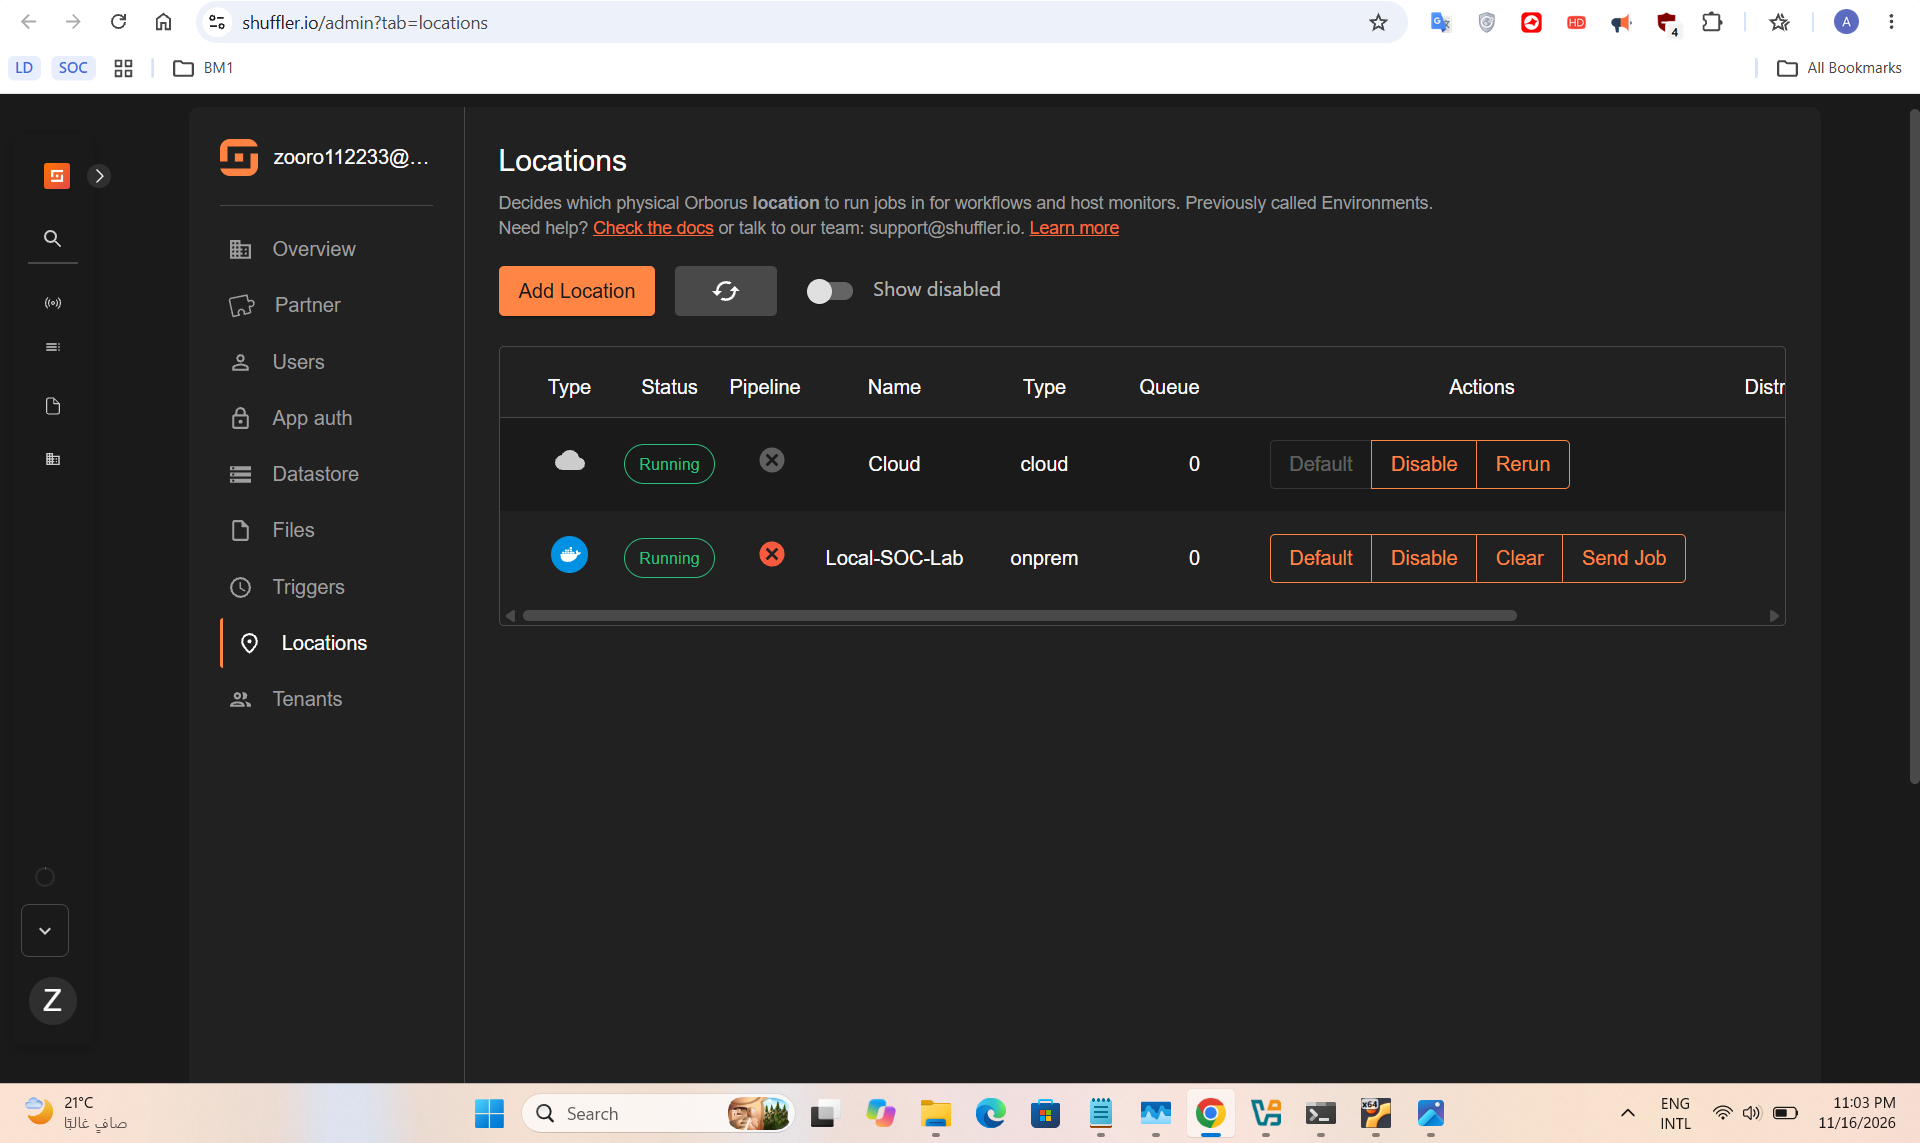 shuffler.io/admin?tab=locations
HD
4
A
LD
SOC
BM1
All Bookmarks
zooro112233@...
Overview
Partner
Users
App auth
Datastore
Files
Triggers
Locations
Tenants
Z
Locations
Decides which physical Orborus location to run jobs in for workflows and host monitors. Previously called Environments.
Need help? Check the docs or talk to our team: support@shuffler.io. Learn more
Add Location
Show disabled
Type Status Pipeline Name Type Queue Actions Distr
Running Cloud cloud 0 Default Disable Rerun
Running Local-SOC-Lab onprem 0 Default Disable Clear Send Job
21°C
صافٍ غالبًا
Search
x64
ENG
INTL
11:03 PM
11/16/2026